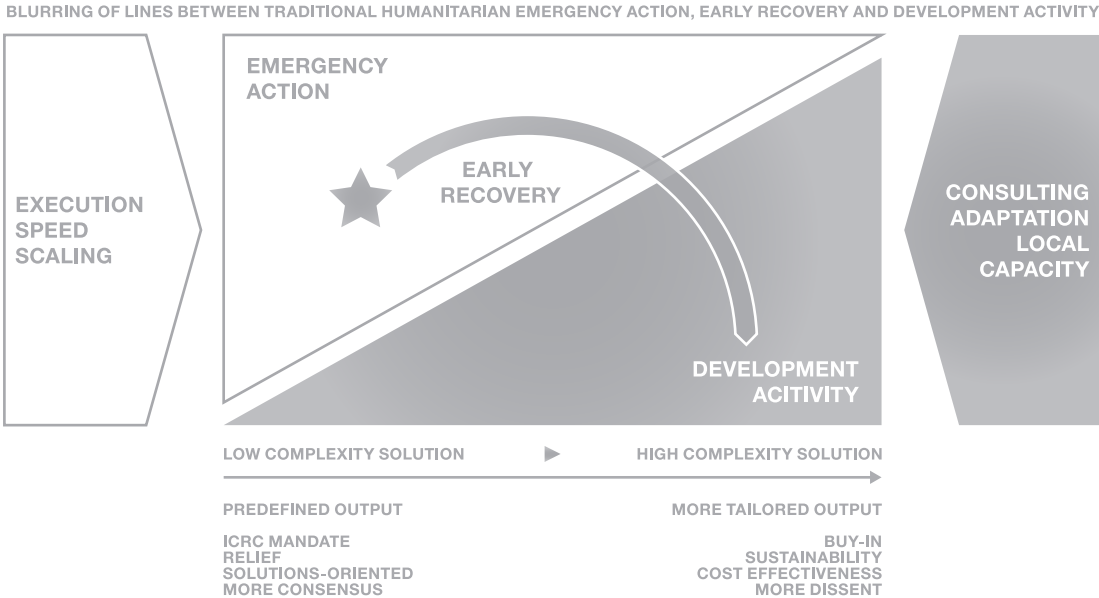 BLURRING OF LINES BETWEEN TRADITIONAL HUMANITARIAN EMERGENCY ACTION, EARLY RECOVERY AND DEVELOPMENT ACTIVITY
EMERGENCY
ACTION
EARLY
RECOVERY
EXECUTION
SPEED
SCALING
CONSULTING
ADAPTATION
LOCAL
CAPACITY
DEVELOPMENT
ACITIVITY
LOW COMPLEXITY SOLUTION
HIGH COMPLEXITY SOLUTION
PREDEFINED OUTPUT
MORE TAILORED OUTPUT
ICRC MANDATE
RELIEF
SOLUTIONS-ORIENTED
MORE CONSENSUS
BUY-IN
SUSTAINABILITY
COST EFFECTIVENESS
MORE DISSENT